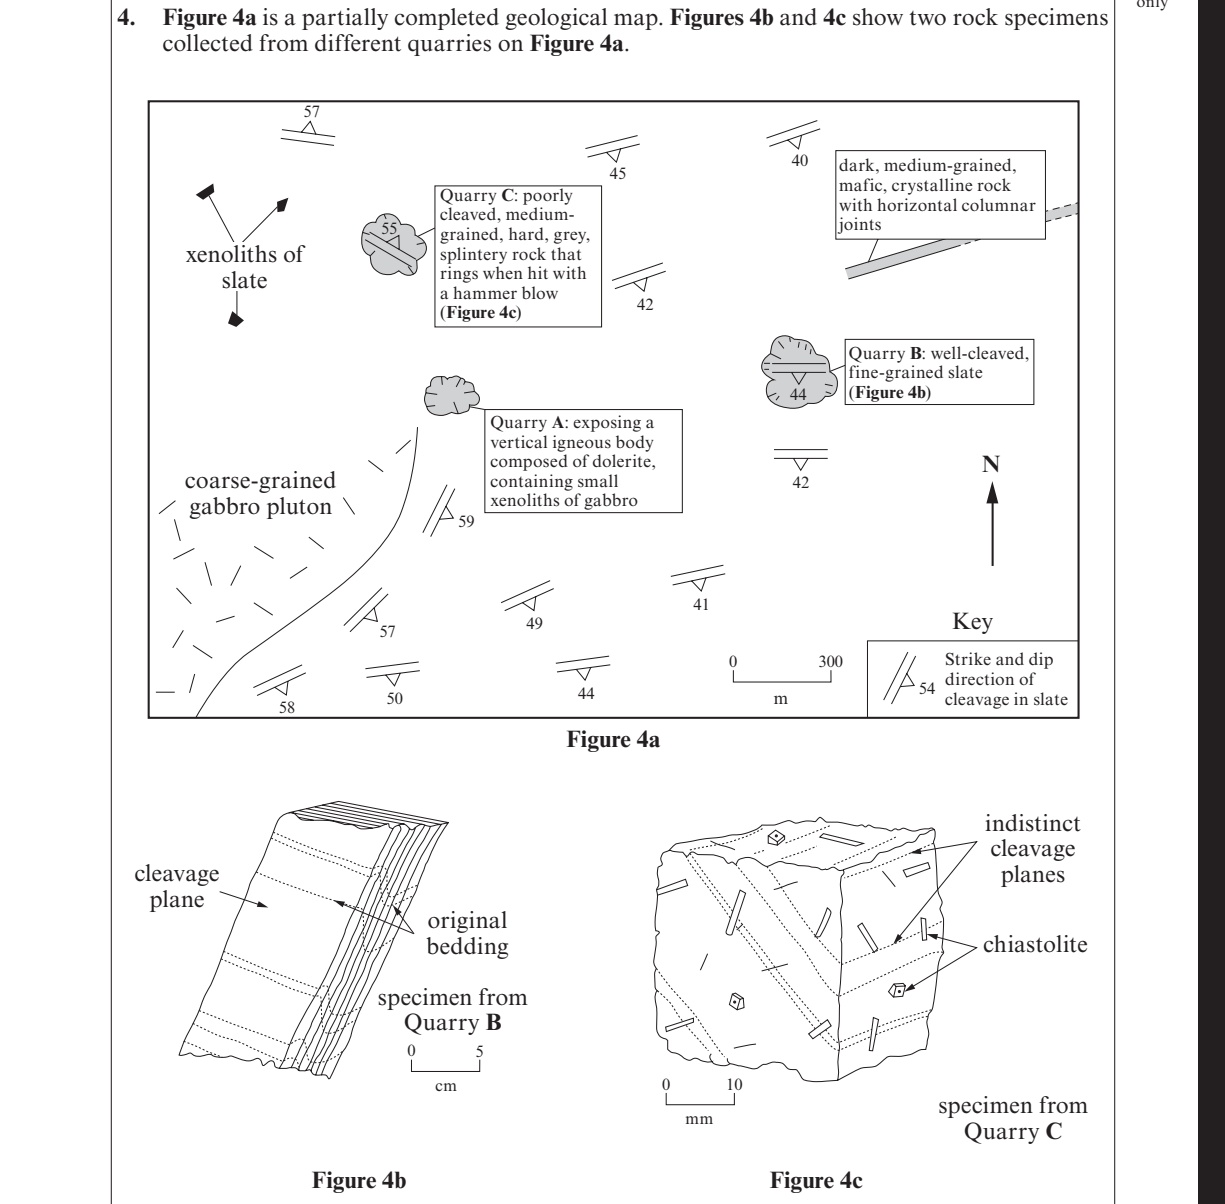 only
4. Figure 4a is a partially completed geological map. Figures 4b and 4c show two rock specimens
collected from different quarries on Figure 4a.
57
45
40
dark, medium-grained,
mafic, crystalline rock
with horizontal columnar
joints
Quarry C: poorly
cleaved, medium-
grained, hard, grey,
splintery rock that
rings when hit with
a hammer blow
(Figure 4c)
55
xenoliths of
slate
42
Quarry B: well-cleaved,
fine-grained slate
(Figure 4b)
44
Quarry A: exposing a
vertical igneous body
composed of dolerite,
containing small
xenoliths of gabbro
42
N
coarse-grained
gabbro pluton
59
41
49
57
Key
0 300
m
Strike and dip
direction of
cleavage in slate
54
58
50
44
Figure 4a
cleavage
plane
original
bedding
specimen from
Quarry B
0 5
cm
indistinct
cleavage
planes
chiastolite
0 10
mm
specimen from
Quarry C
Figure 4b
Figure 4c